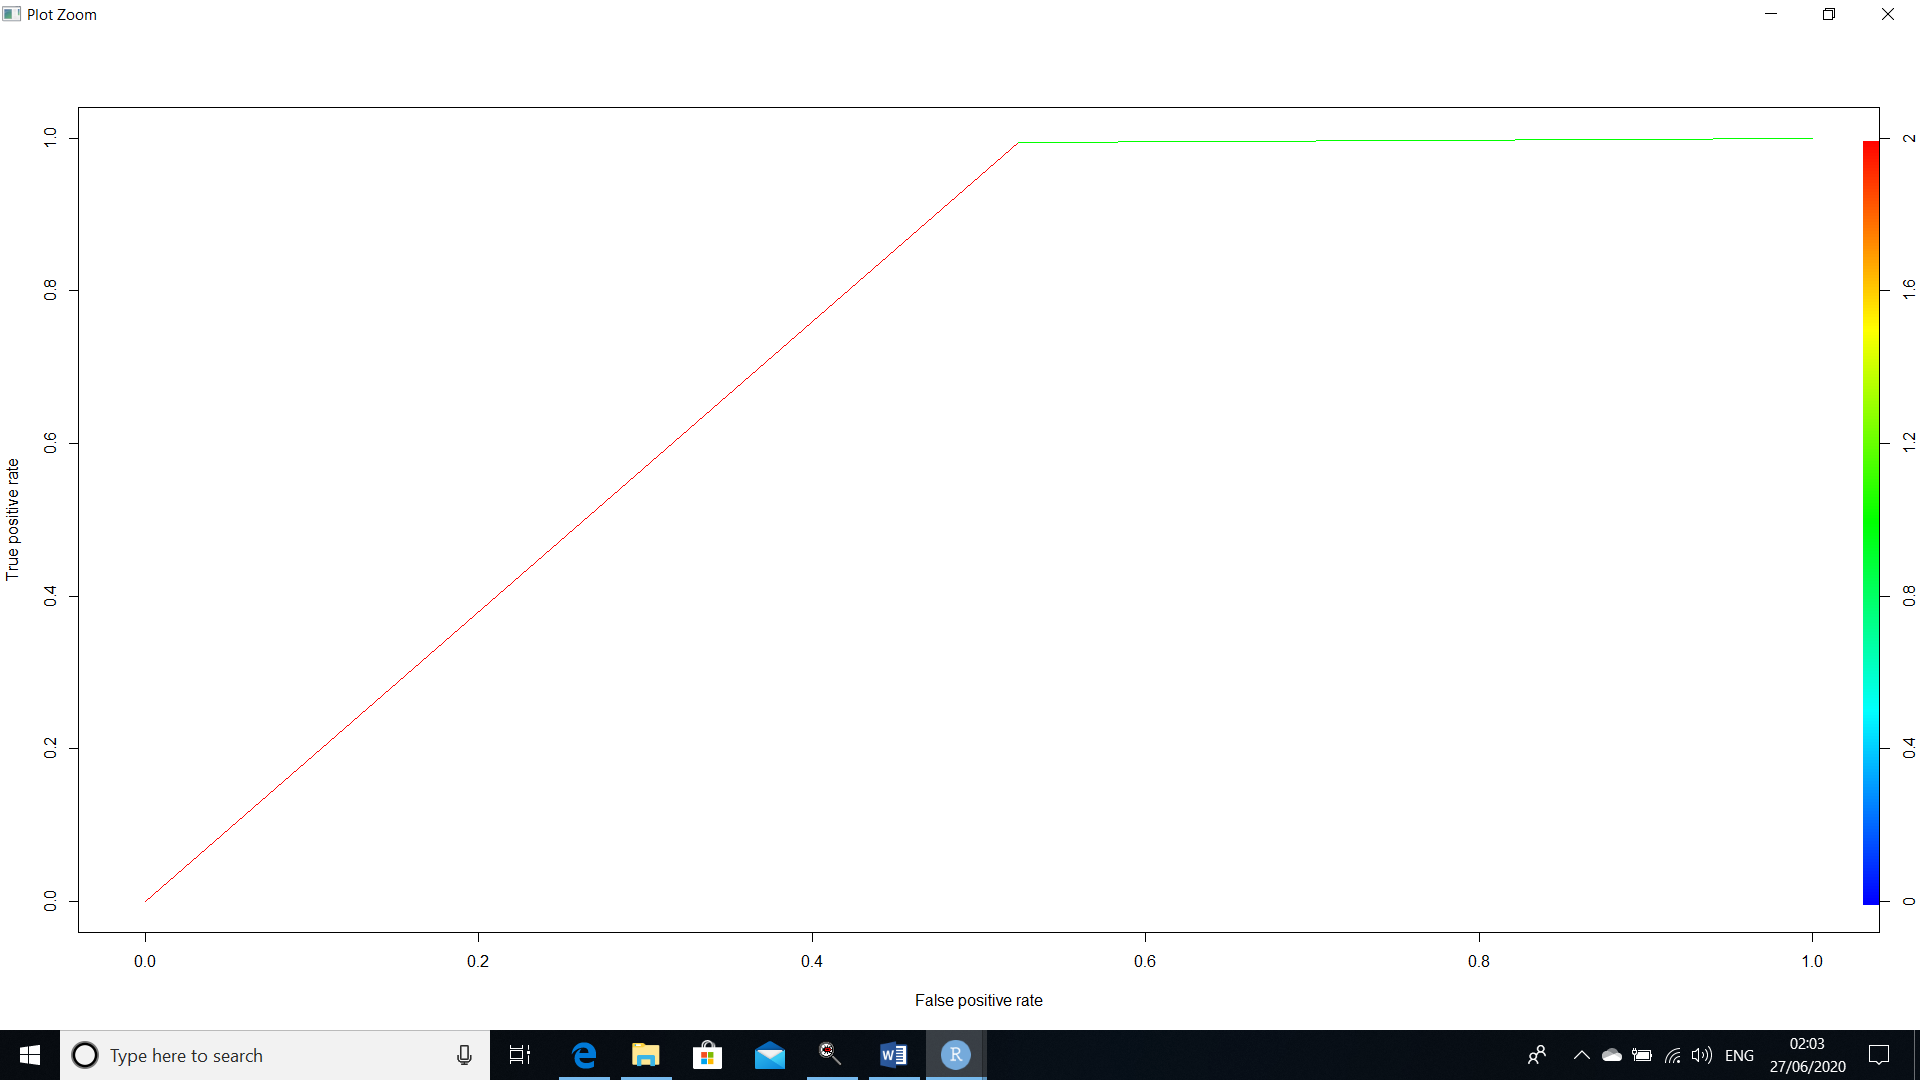 Plot Zoom
1.0
0.8
0.6
0.4
0.2
0.0
True positive rate
2
1.6
1.2
0.8
0.4
0
0.0 0.2 0.4 0.6 0.8 1.0
False positive rate
Type here to search
W
R
ENG
02:03
27/06/2020